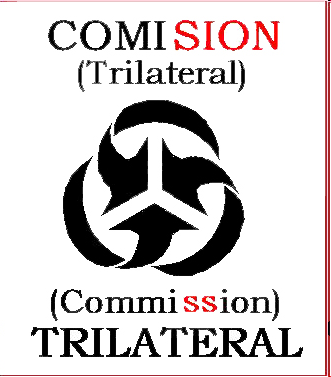 COMISION
(Trilateral)
(Commission)
TRILATERAL